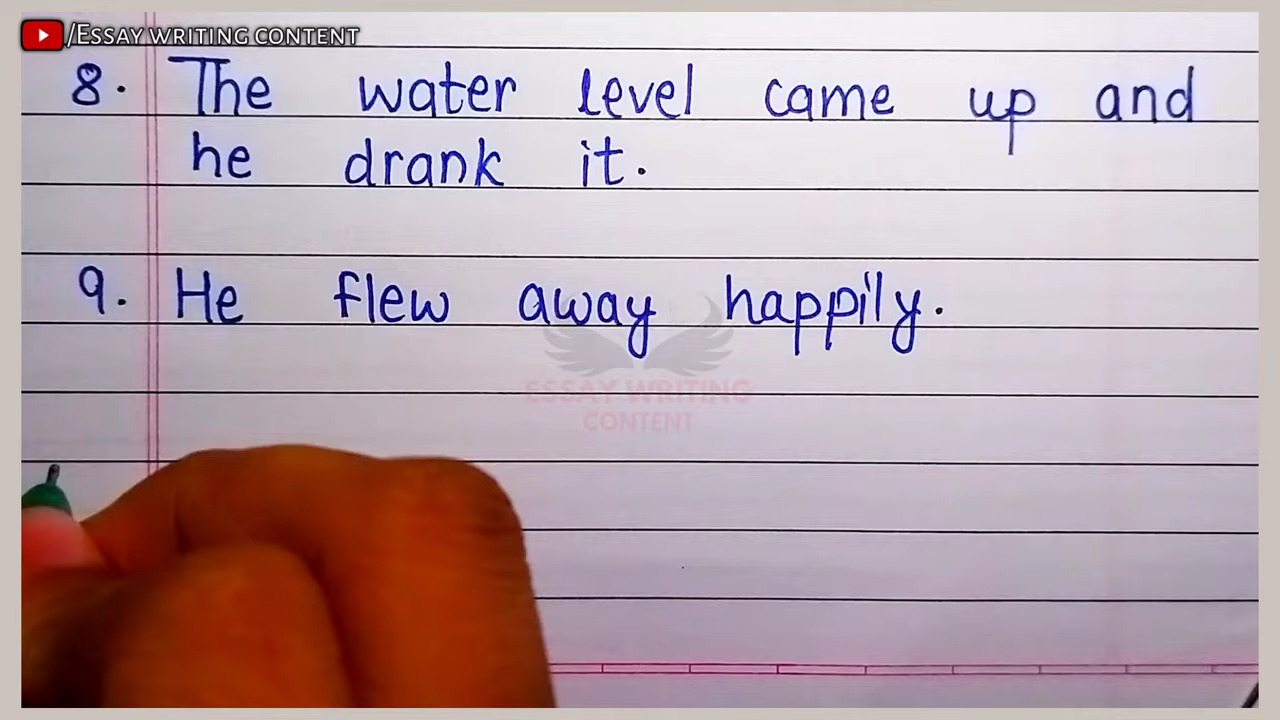 /Essay writing content
8. The water level came up and
he drank it.
9. He flew away happily.
ESSAY WRITING
CONTENT